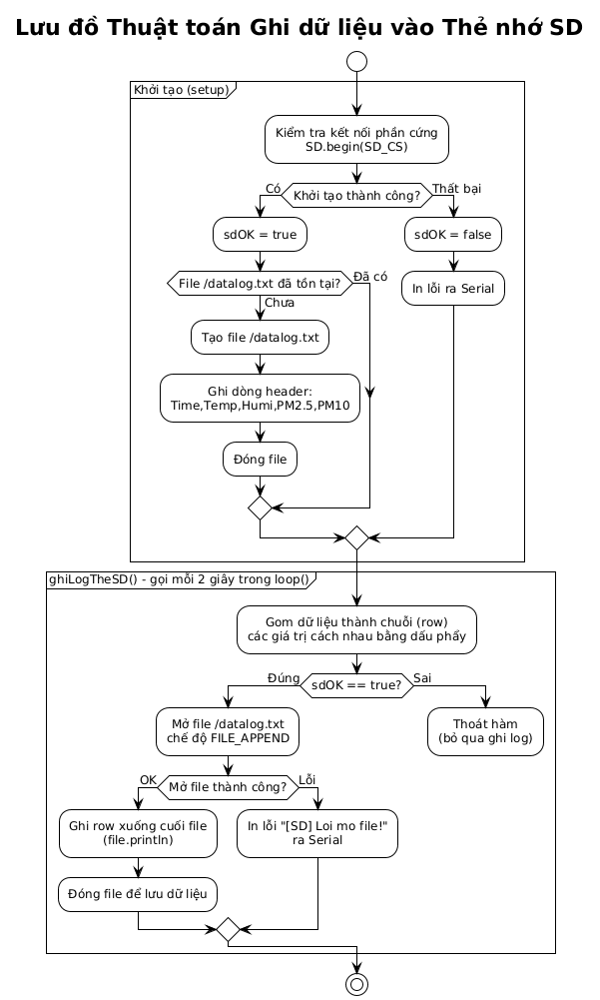 Lưu đồ Thuật toán Ghi dữ liệu vào Thẻ nhớ SD
Khởi tạo (setup)
Kiểm tra kết nối phần cứng
SD.begin(SD_CS)
Có
Khởi tạo thành công?
Thất bại
sdOK = true
sdOK = false
File /datalog.txt đã tồn tại?
Đã có
In lỗi ra Serial
Chưa
Tạo file /datalog.txt
Ghi dòng header:
Time,Temp,Humi,PM2.5,PM10
Đóng file
ghiLogTheSD() - gọi mỗi 2 giây trong loop()
Gom dữ liệu thành chuỗi (row)
các giá trị cách nhau bằng dấu phẩy
Đúng
sdOK == true?
Sai
Mở file /datalog.txt
chế độ FILE_APPEND
Thoát hàm
(bỏ qua ghi log)
OK
Mở file thành công?
Lỗi
Ghi row xuống cuối file
(file.println)
In lỗi "[SD] Loi mo file!"
ra Serial
Đóng file để lưu dữ liệu